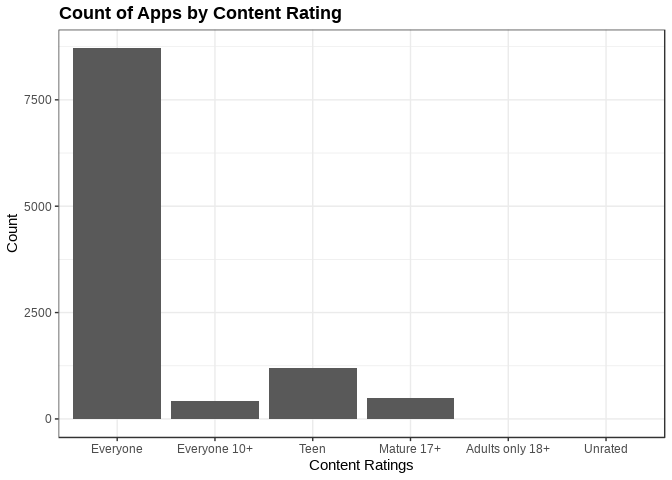 Count of Apps by Content Rating
Count
7500
5000
2500
0
Everyone Everyone 10+ Teen Mature 17+ Adults only 18+ Unrated
Content Ratings